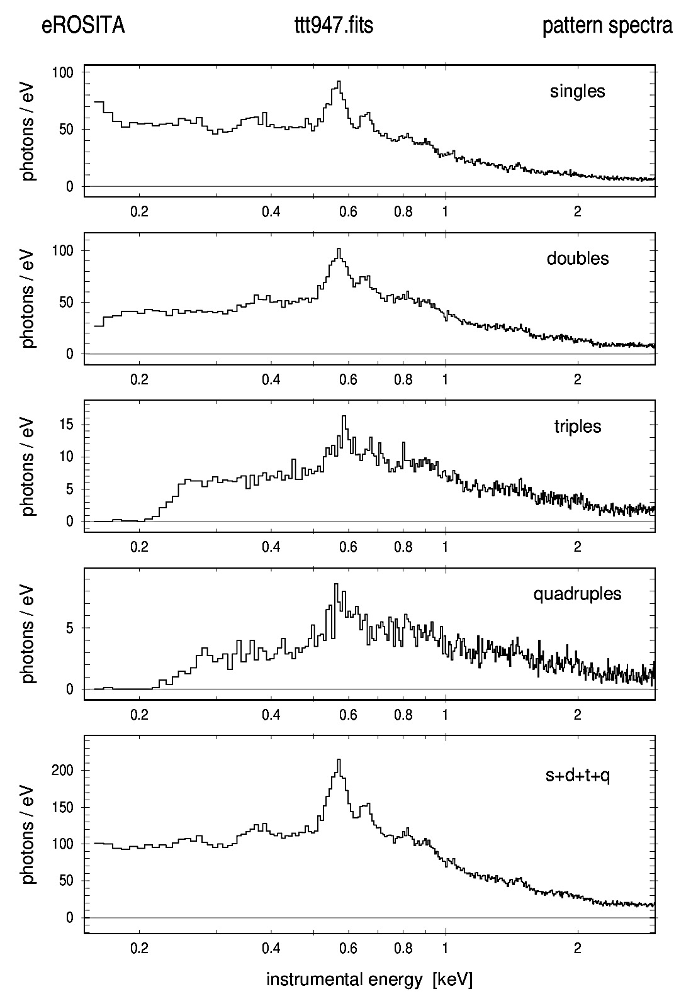 eROSITA ttt947.fits pattern spectra
100
singles
photons / eV
50
0
0.2 0.4 0.6 0.8 1 2
100
doubles
photons / eV
50
0
0.2 0.4 0.6 0.8 1 2
15
triples
photons / eV
10
5
0
0.2 0.4 0.6 0.8 1 2
quadruples
photons / eV
5
0
0.2 0.4 0.6 0.8 1 2
200
s+d+t+q
photons / eV
150
100
50
0
0.2 0.4 0.6 0.8 1 2
instrumental energy [keV]